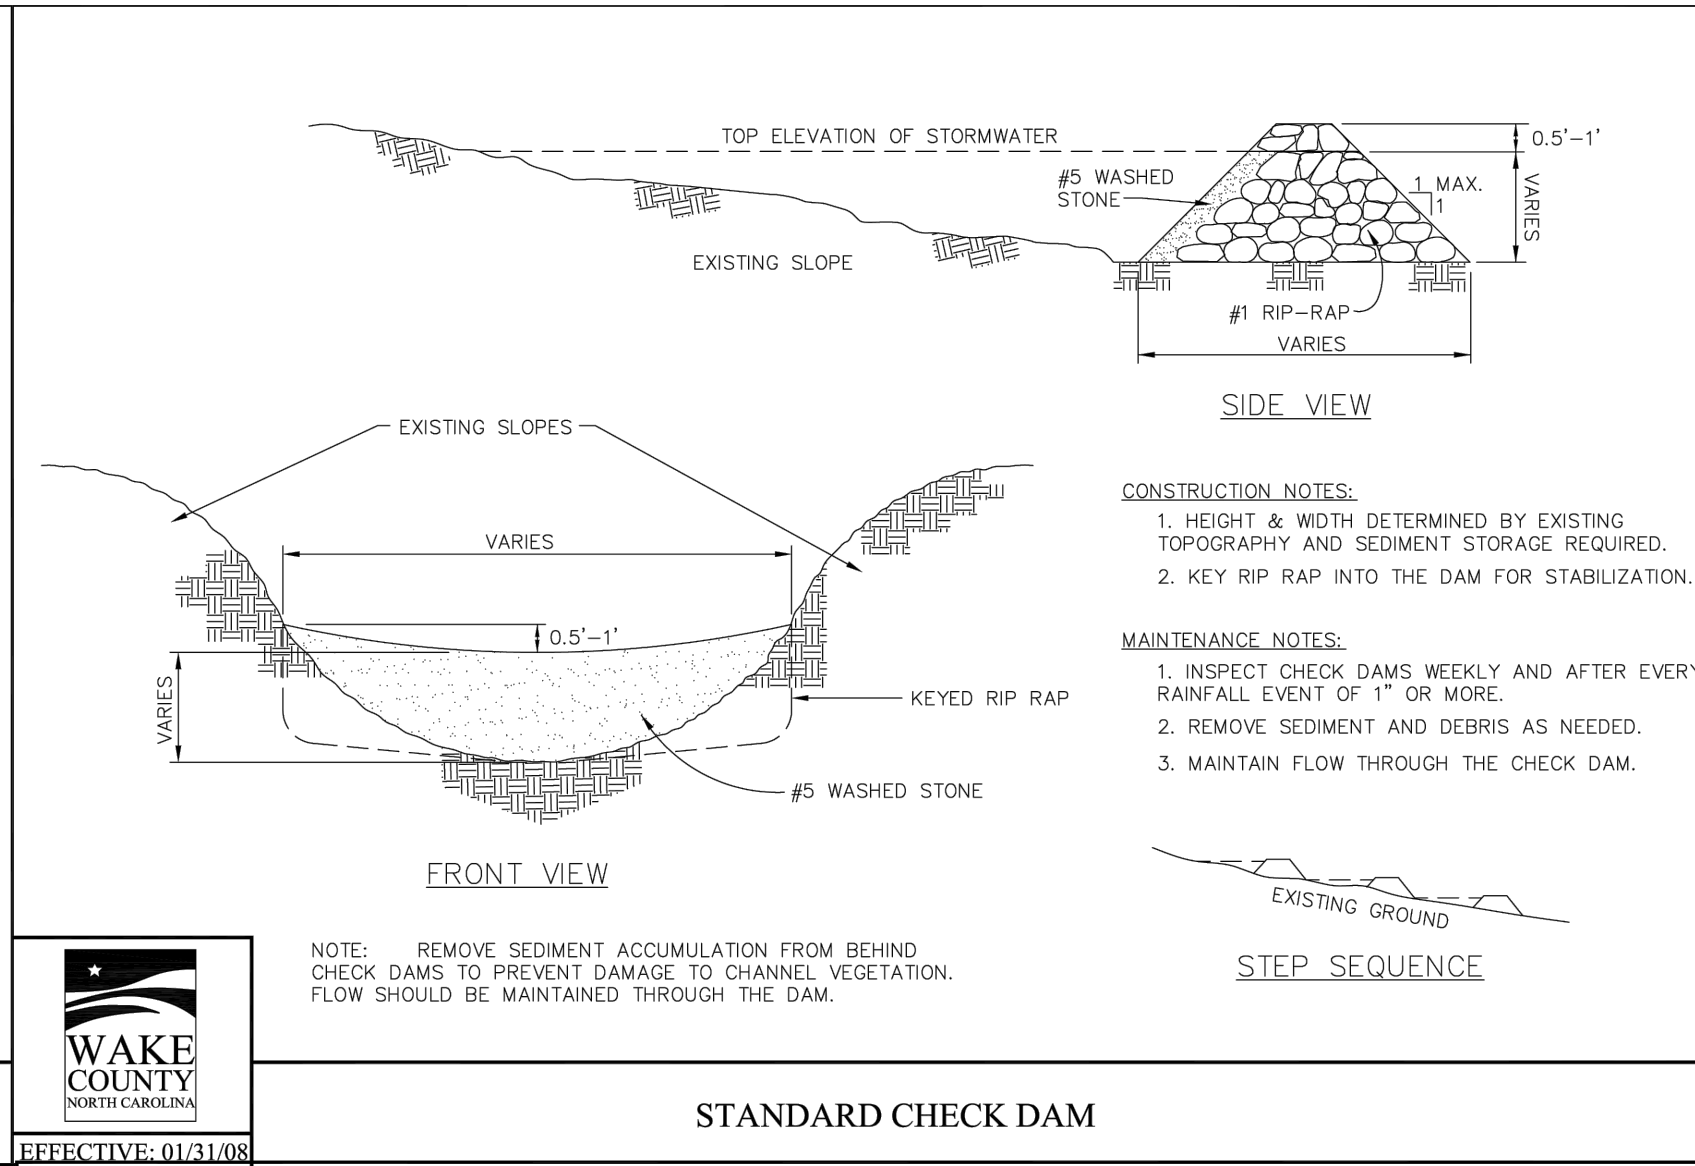 TOP ELEVATION OF STORMWATER
0.5'-1'
#5 WASHED
STONE
1 MAX.
1
VARIES
EXISTING SLOPE
#1 RIP-RAP
VARIES
SIDE VIEW
EXISTING SLOPES
VARIES
0.5'-1'
VARIES
KEYED RIP RAP
#5 WASHED STONE
FRONT VIEW
CONSTRUCTION NOTES:
1. HEIGHT & WIDTH DETERMINED BY EXISTING
TOPOGRAPHY AND SEDIMENT STORAGE REQUIRED.
2. KEY RIP RAP INTO THE DAM FOR STABILIZATION.
MAINTENANCE NOTES:
1. INSPECT CHECK DAMS WEEKLY AND AFTER EVERY
RAINFALL EVENT OF 1" OR MORE.
2. REMOVE SEDIMENT AND DEBRIS AS NEEDED.
3. MAINTAIN FLOW THROUGH THE CHECK DAM.
EXISTING GROUND
STEP SEQUENCE
NOTE: REMOVE SEDIMENT ACCUMULATION FROM BEHIND
CHECK DAMS TO PREVENT DAMAGE TO CHANNEL VEGETATION.
FLOW SHOULD BE MAINTAINED THROUGH THE DAM.
WAKE
COUNTY
NORTH CAROLINA
EFFECTIVE: 01/31/08
STANDARD CHECK DAM